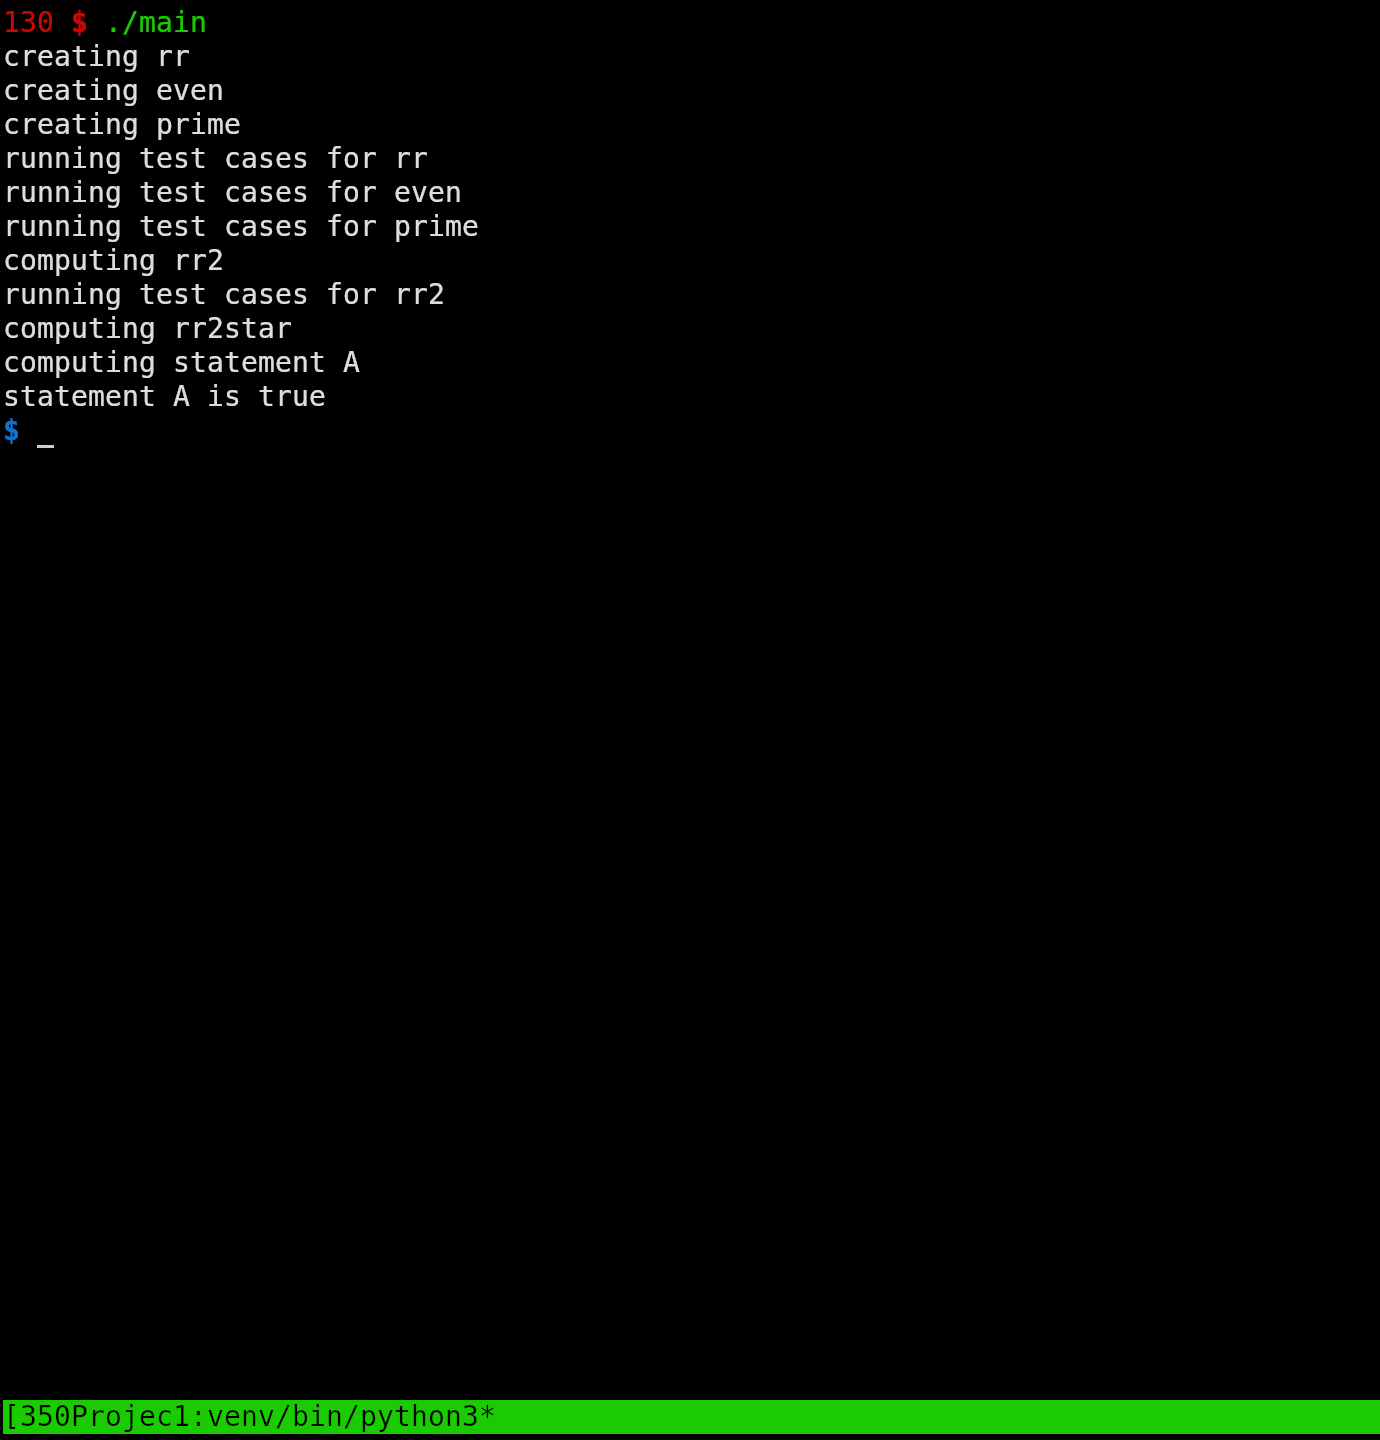 130 $ ./main
creating rr
creating even
creating prime
running test cases for rr
running test cases for even
running test cases for prime
computing rr2
running test cases for rr2
computing rr2star
computing statement A
statement A is true
$ _
[350Projec1:venv/bin/python3*